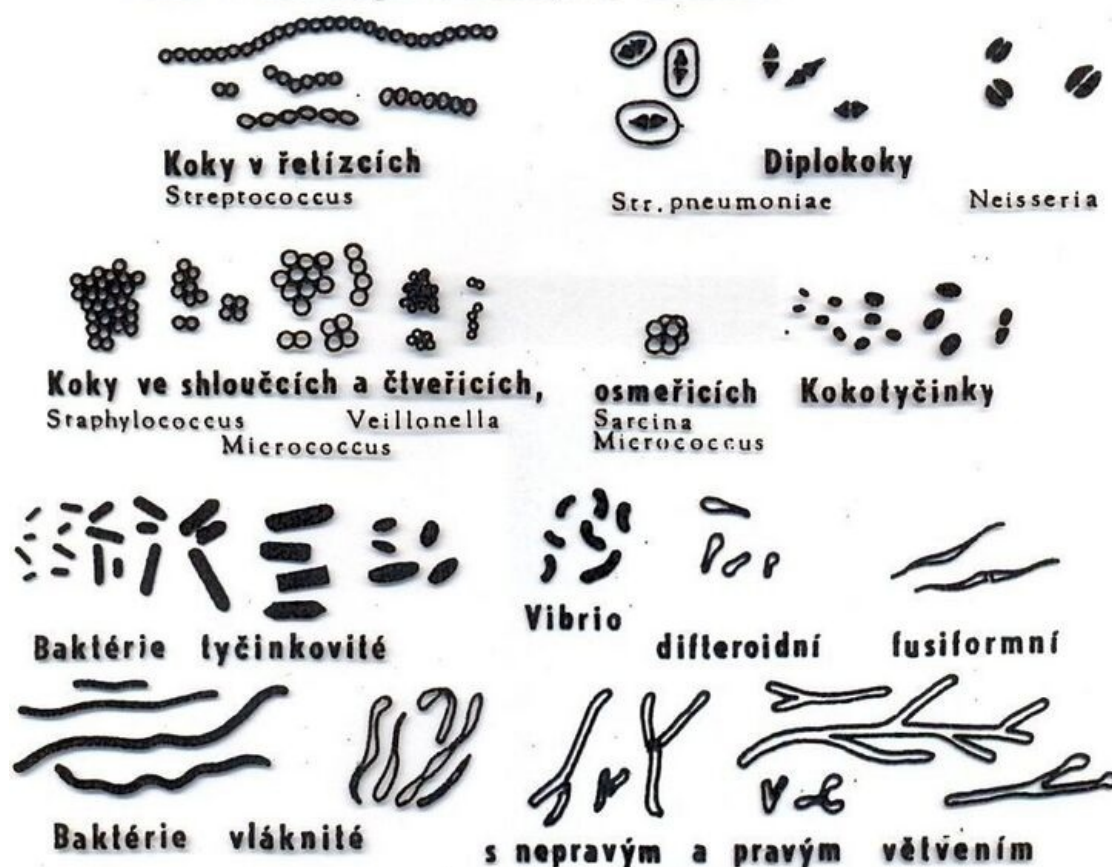 Koky v řetízcích
Streptococcus
Diplokoky
Str. pneumoniae
Neisseria
Koky ve shloučcích a čtveřicích,
Staphylococcus
Veillonella
Micrococcus
osmeřicích
Sarcina
Micrococcus
Kokotyčinky
Baktérie tyčinkovité
Vibrio
difteroidní
fusiformní
Baktérie vláknité
s nepravým a pravým větvením